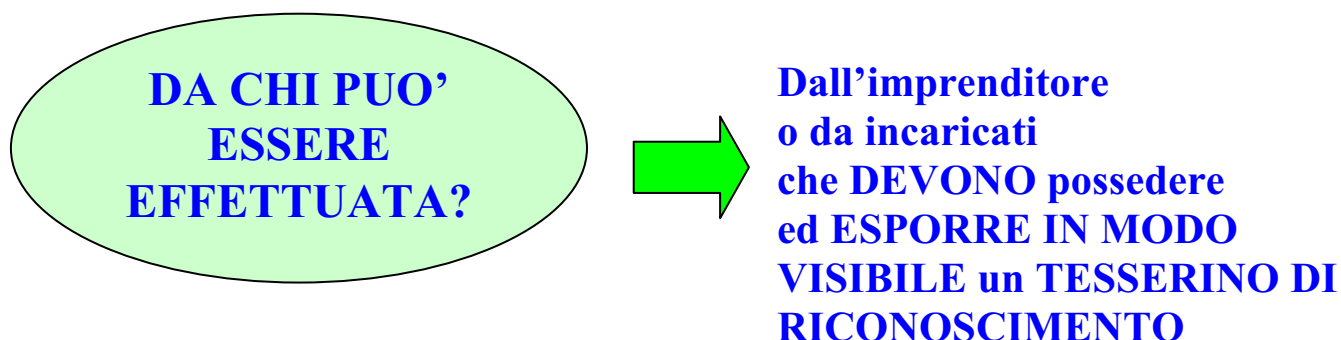 DA CHI PUO’
ESSERE
EFFETTUATA?
Dall’imprenditore
o da incaricati
che DEVONO possedere
ed ESPORRE IN MODO
VISIBILE un TESSERINO DI
RICONOSCIMENTO